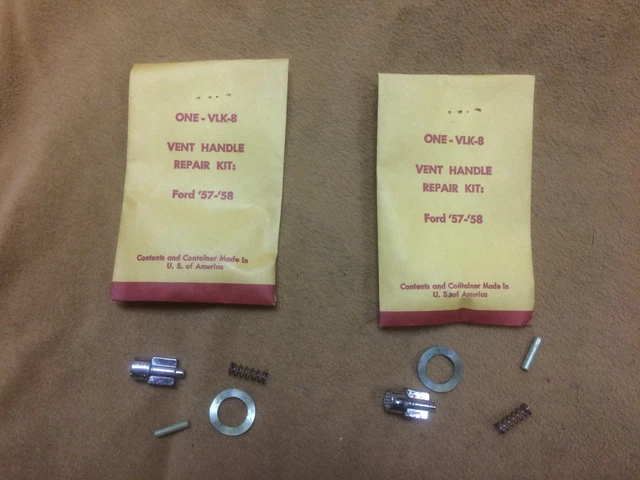 ONE - VLK-8
VENT HANDLE
REPAIR KIT:
Ford '57-'58
Contents and Container Made in
U. S. of America
ONE - VLK-8
VENT HANDLE
REPAIR KIT:
Ford '57-'58
Contents and Container Made in
U. S. of America